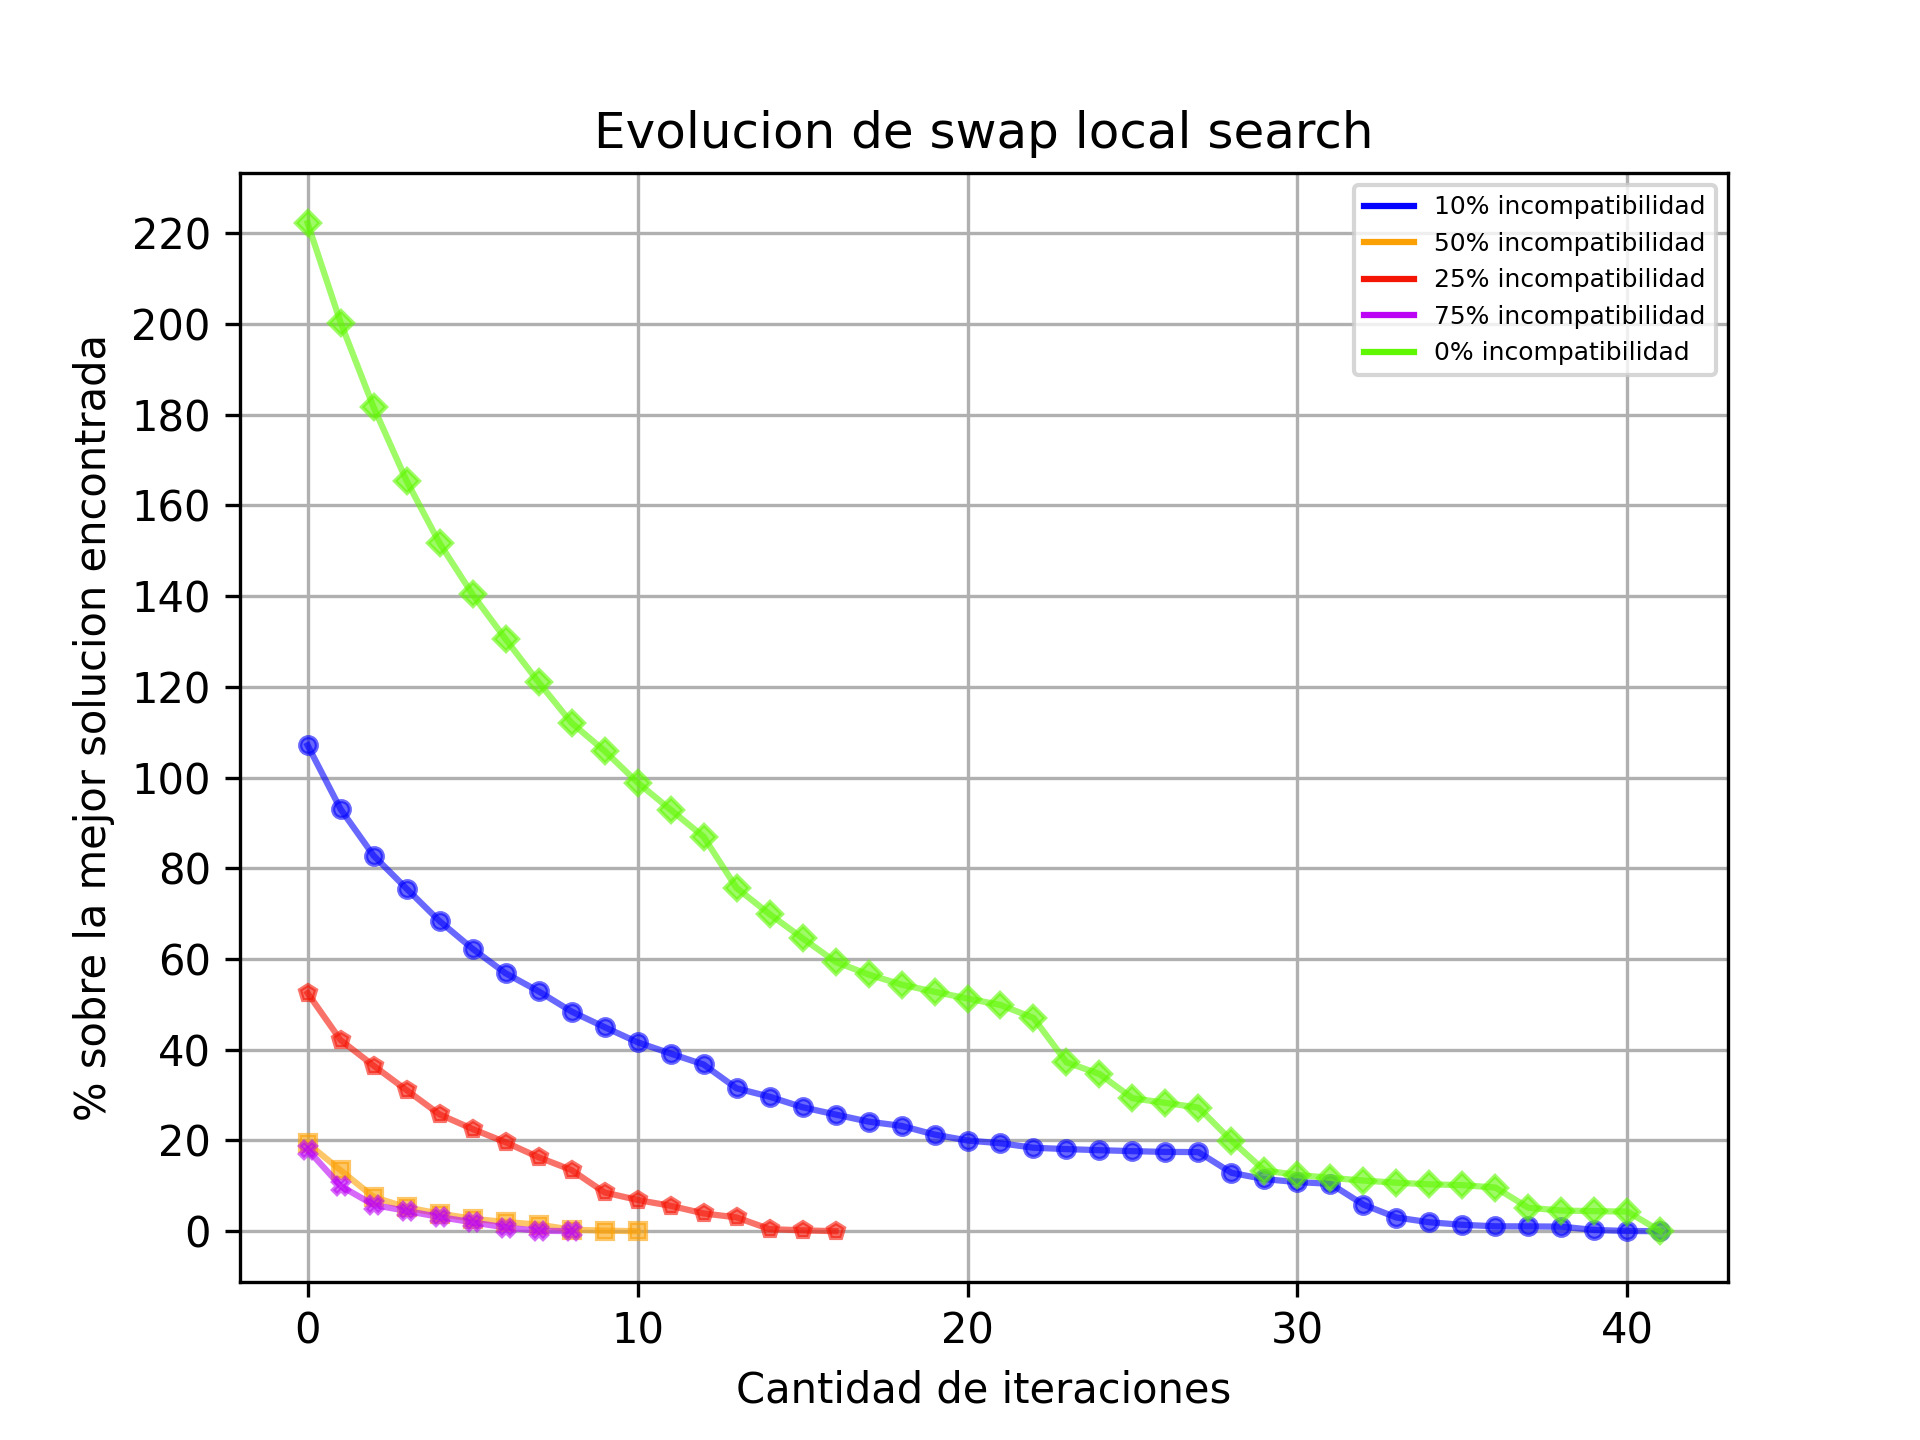 Evolucion de swap local search
10% incompatibilidad
50% incompatibilidad
25% incompatibilidad
75% incompatibilidad
0% incompatibilidad
% sobre la mejor solucion encontrada
220
200
180
160
140
120
100
80
60
40
20
0
0 10 20 30 40
Cantidad de iteraciones